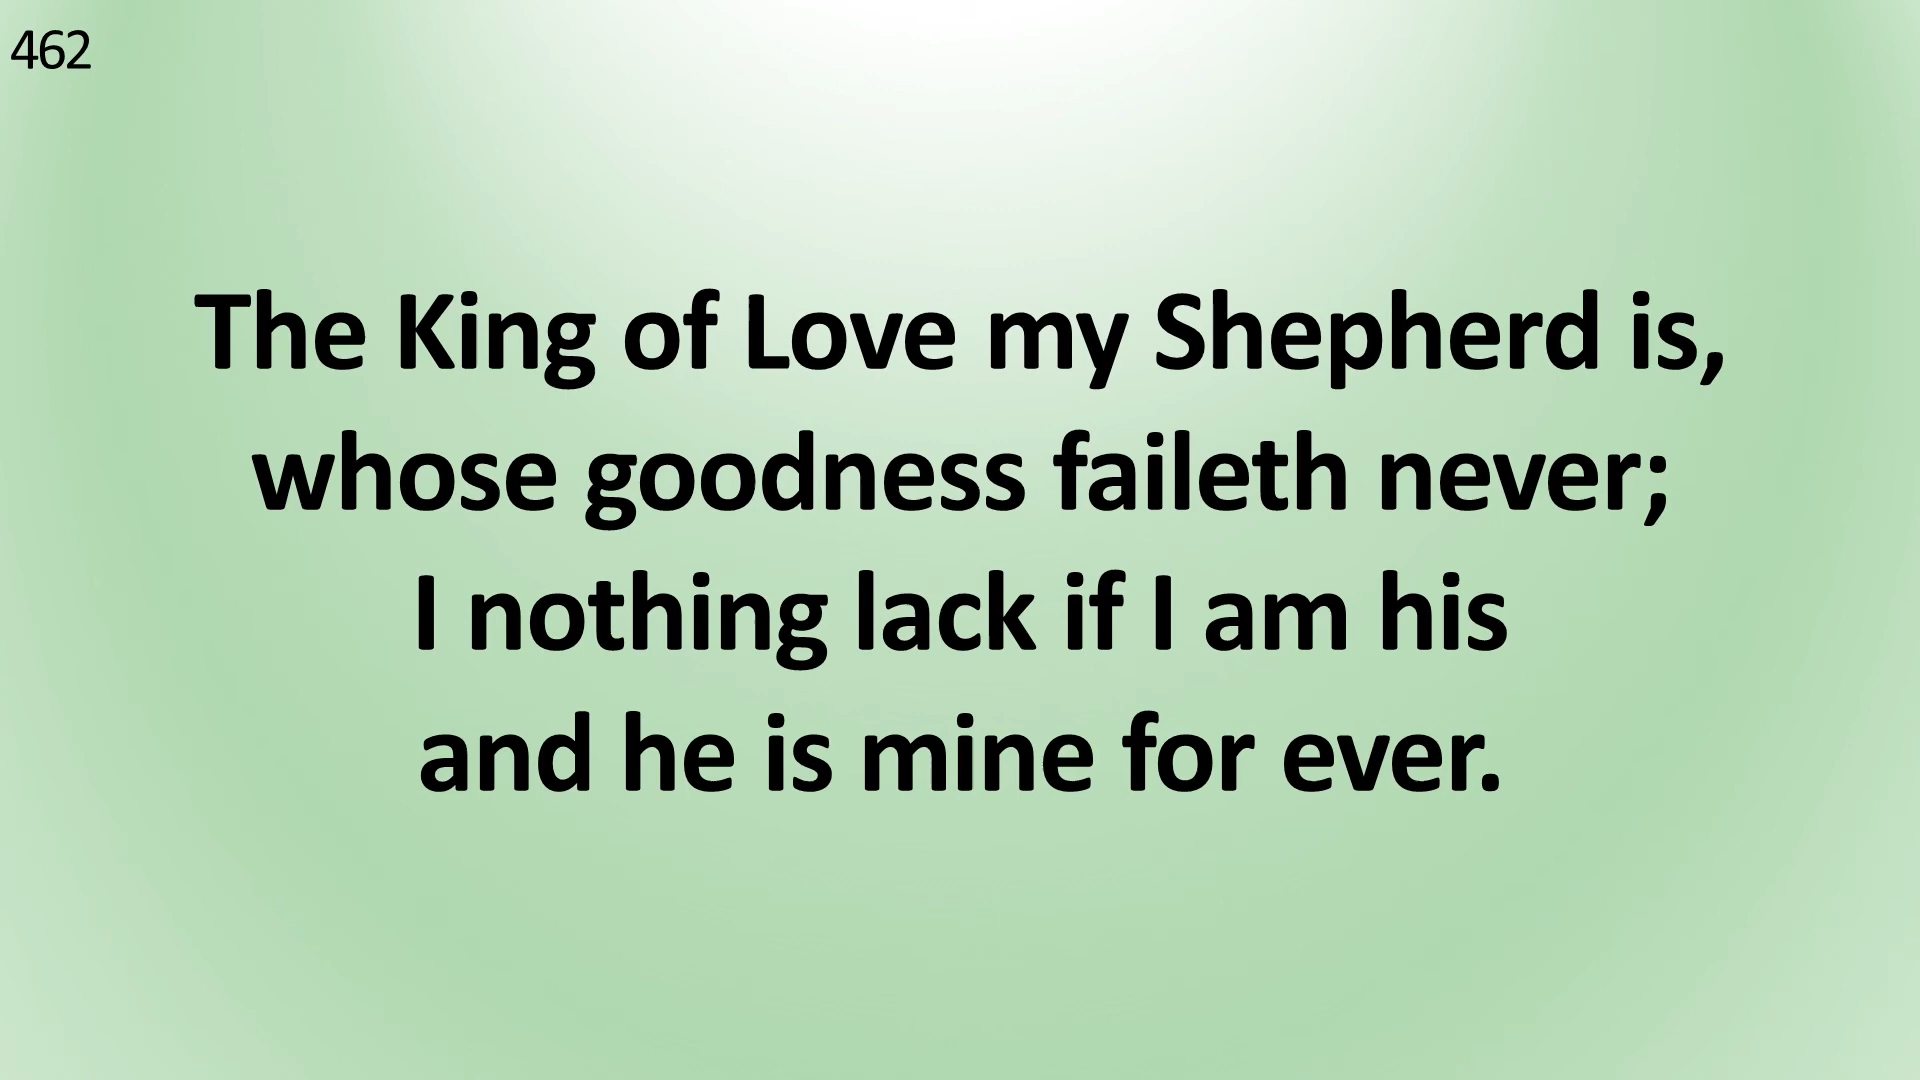 462
The King of Love my Shepherd is,
whose goodness faileth never;
I nothing lack if I am his
and he is mine for ever.